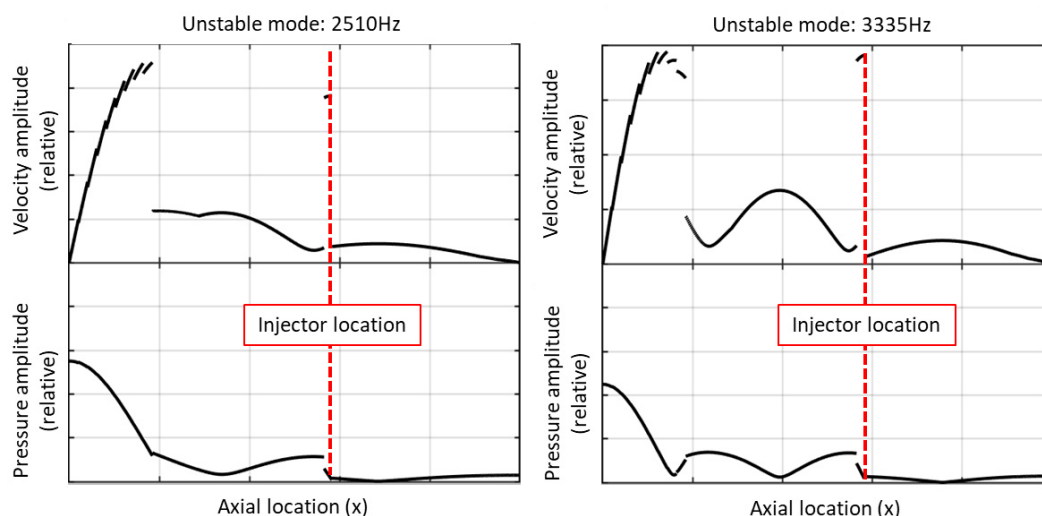 Unstable mode: 2510Hz
Velocity amplitude
(relative)
Pressure amplitude
(relative)
Injector location
Axial location (x)
Unstable mode: 3335Hz
Velocity amplitude
(relative)
Pressure amplitude
(relative)
Injector location
Axial location (x)